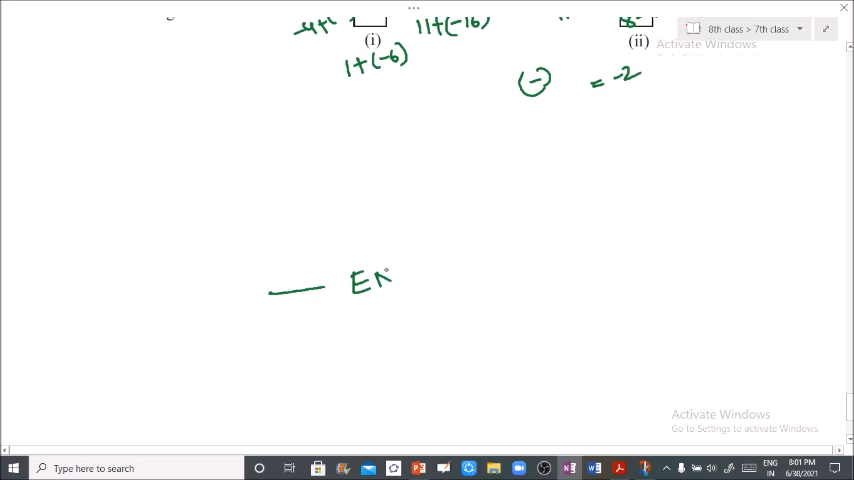 11+(-16)
(i)
(ii)
8th class > 7th class
Activate Windows
1+(-6)
(-) = -2
— EN
Activate Windows
Go to Settings to activate Windows.
Type here to search
ENG
IN
8:01 PM
6/30/2021